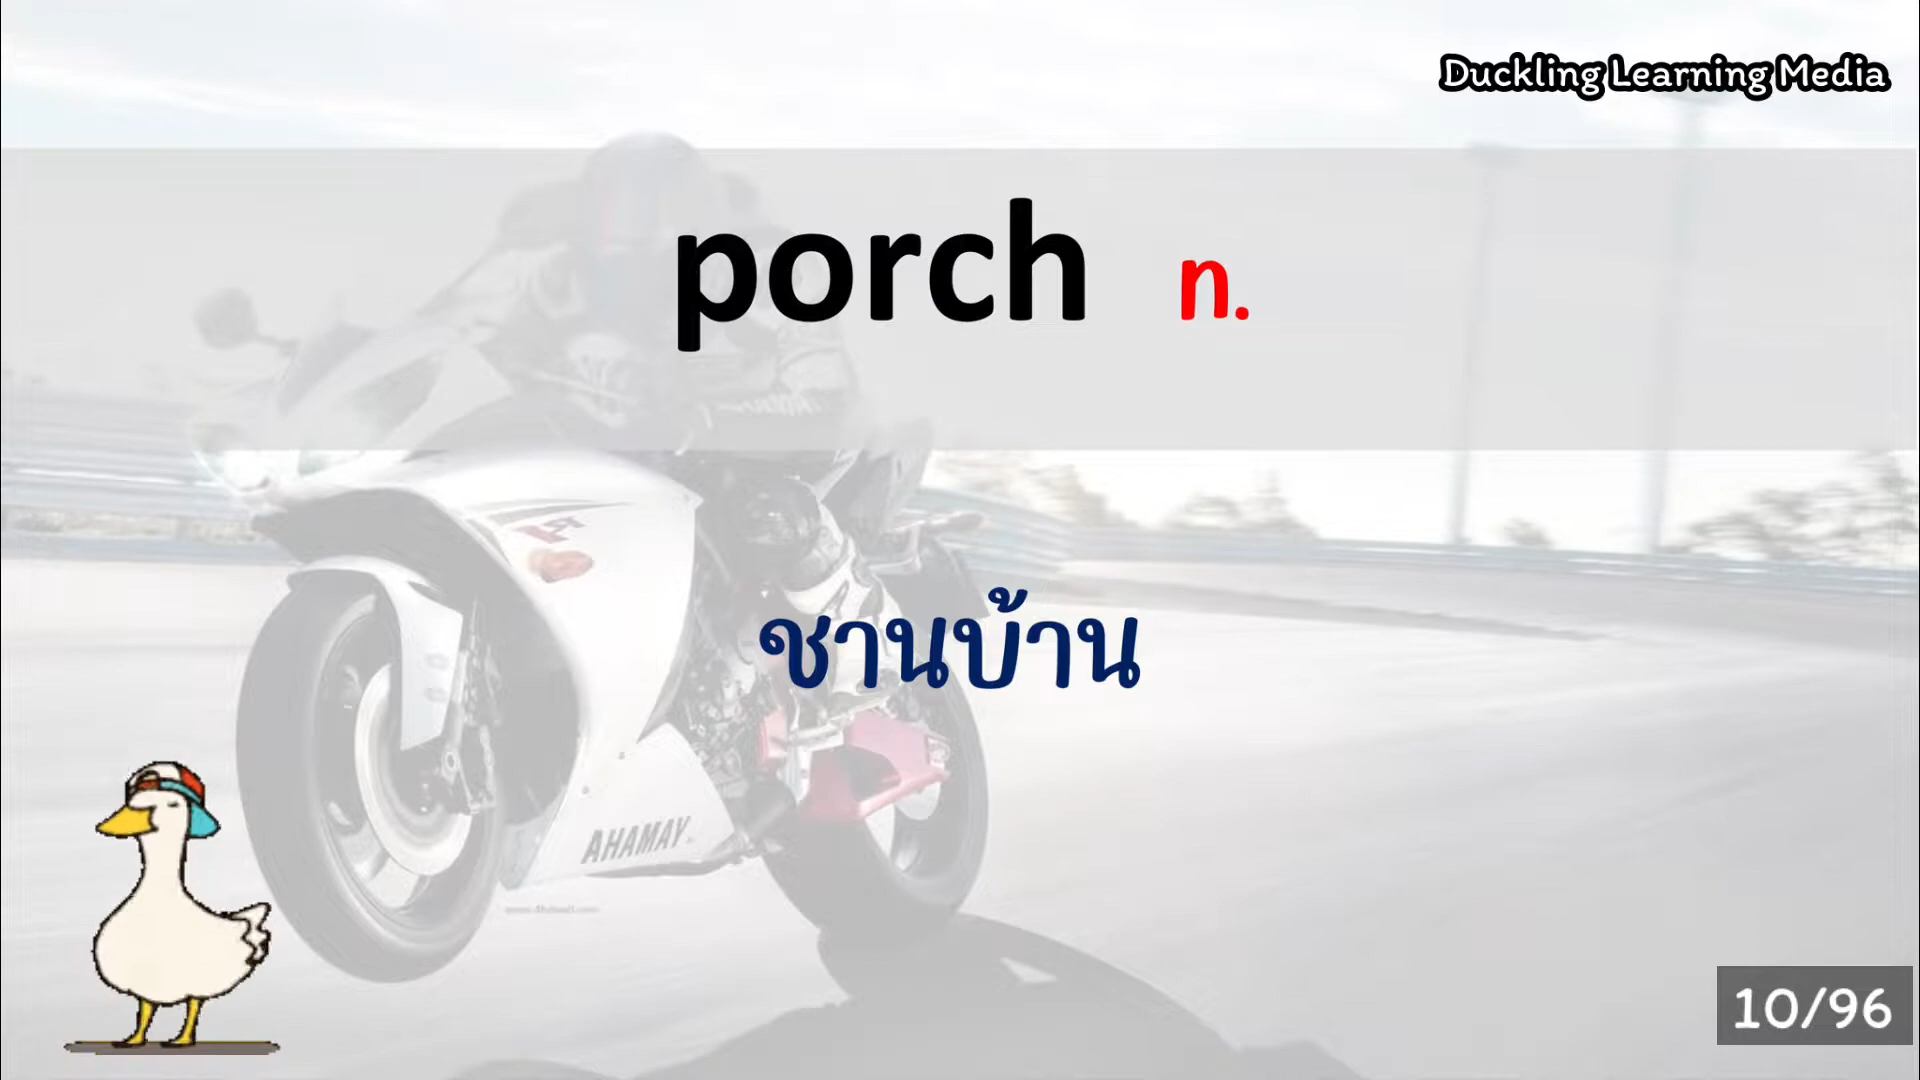 Duckling Learning Media
porch n.
ชานบ้าน
AHAMAY
10/96